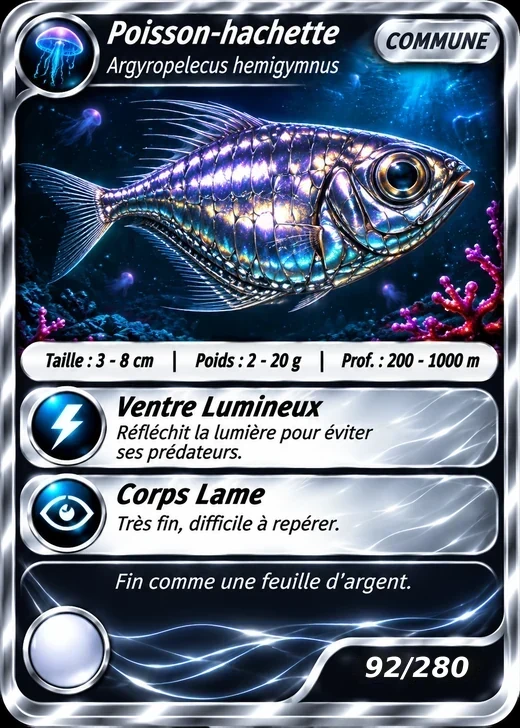 Poisson-hachette
COMMUNE
Argyropelecus hemigymnus
Taille : 3 - 8 cm | Poids : 2 - 20 g | Prof. : 200 - 1000 m
Ventre Lumineux
Réfléchit la lumière pour éviter
ses prédateurs.
Corps Lame
Très fin, difficile à repérer.
Fin comme une feuille d'argent.
92/280